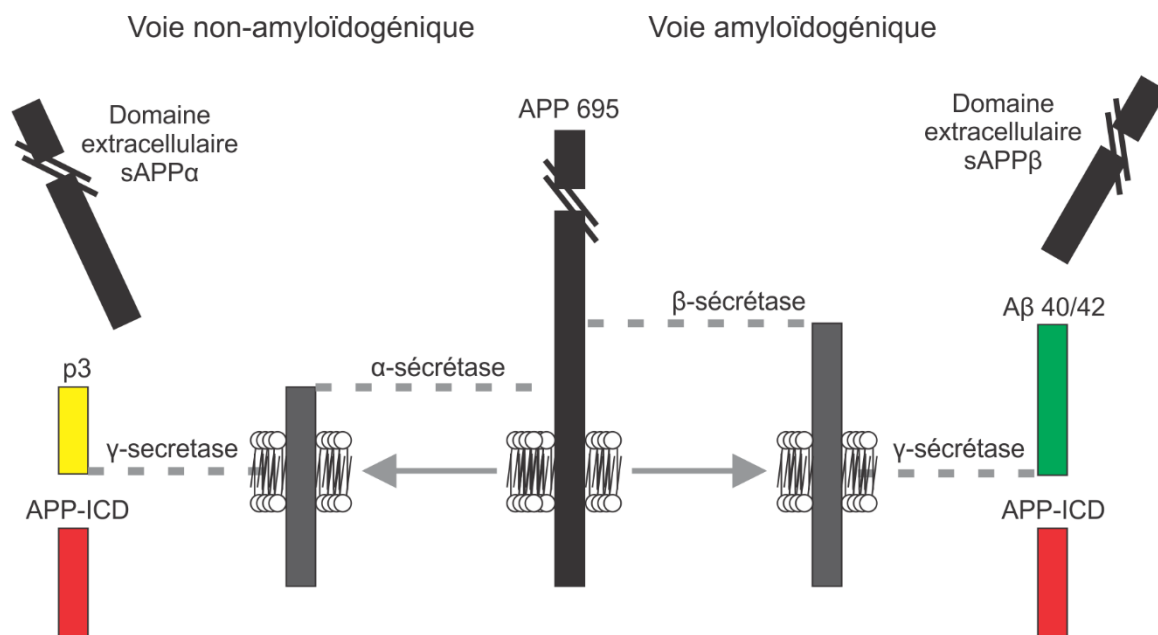 Voie non-amyloïdogénique
Voie amyloïdogénique
Domaine
extracellulaire
sAPPα
APP 695
Domaine
extracellulaire
sAPPβ
β-sécrétase
Aβ 40/42
p3
α-sécrétase
γ-secretase
γ-sécrétase
APP-ICD
APP-ICD